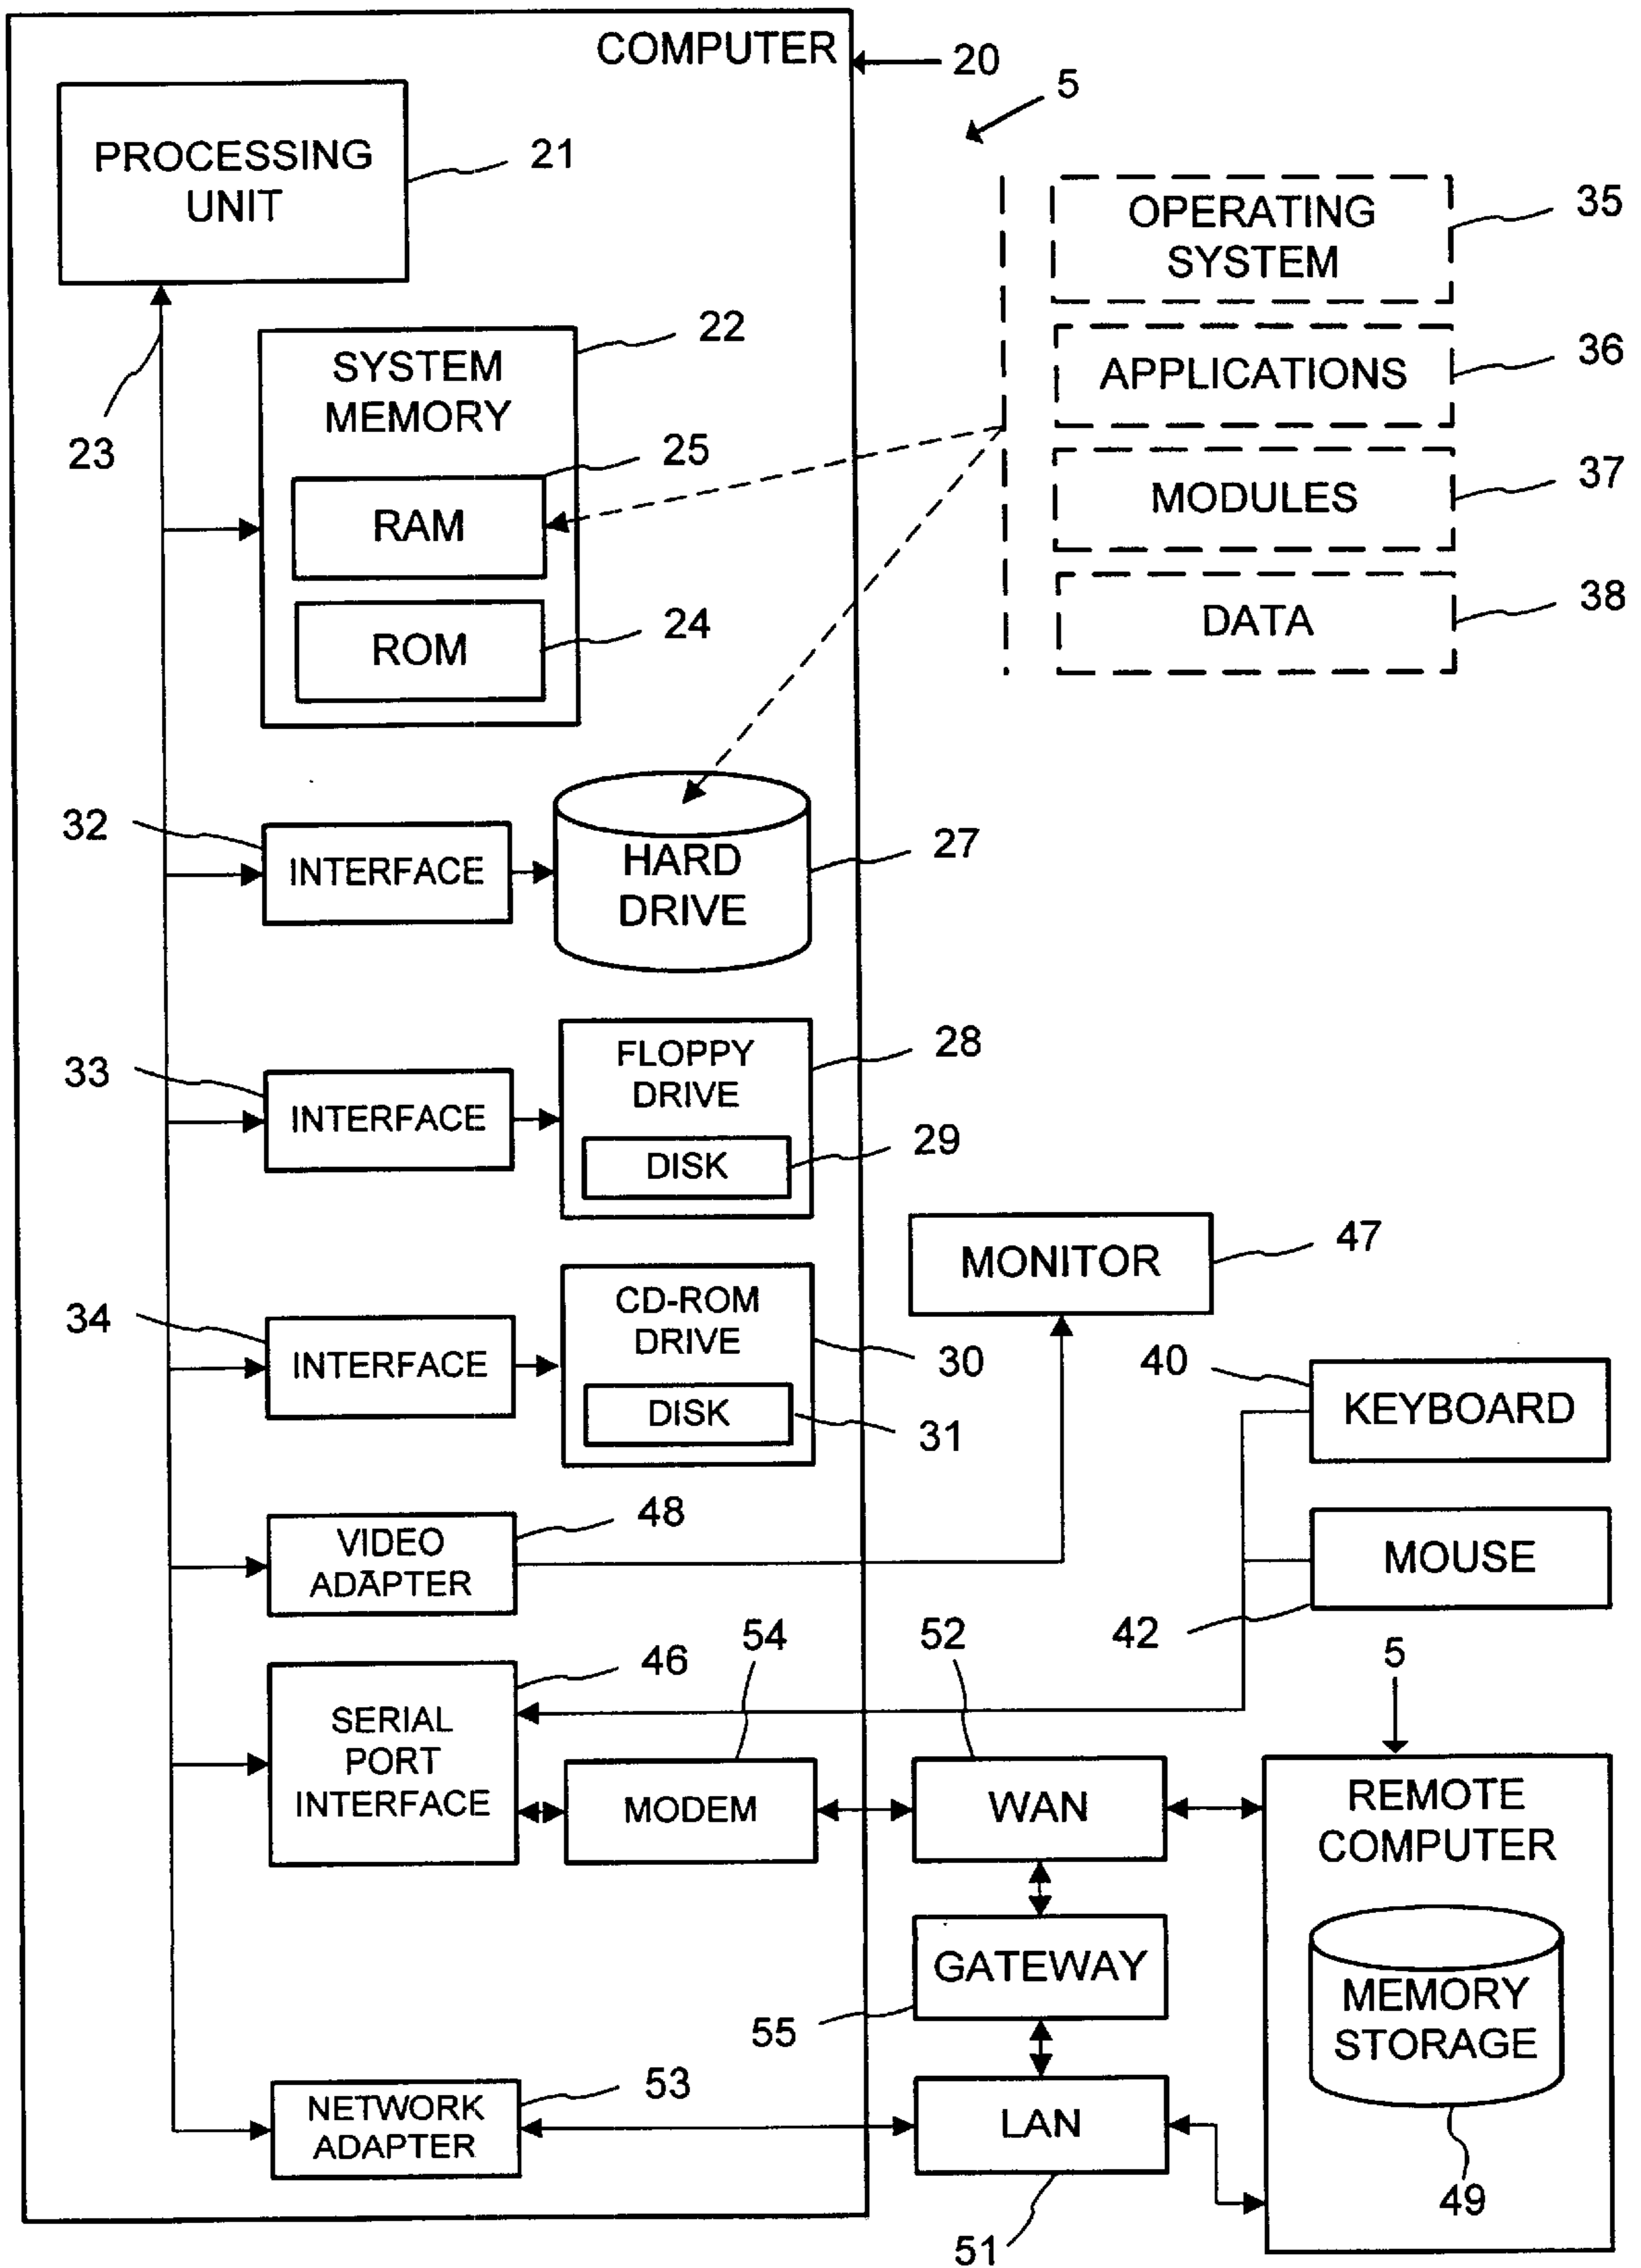 COMPUTER
20
5
PROCESSING
UNIT
21
OPERATING
SYSTEM
35
22
SYSTEM
MEMORY
APPLICATIONS
36
23
25
RAM
MODULES
37
24
ROM
DATA
38
32
INTERFACE
HARD
DRIVE
27
33
INTERFACE
FLOPPY
DRIVE
28
DISK
29
MONITOR
47
34
INTERFACE
CD-ROM
DRIVE
30
DISK
31
40
KEYBOARD
48
VIDEO
ADAPTER
MOUSE
42
54
52
5
46
SERIAL
PORT
INTERFACE
MODEM
WAN
REMOTE
COMPUTER
GATEWAY
55
MEMORY
STORAGE
49
53
NETWORK
ADAPTER
LAN
51